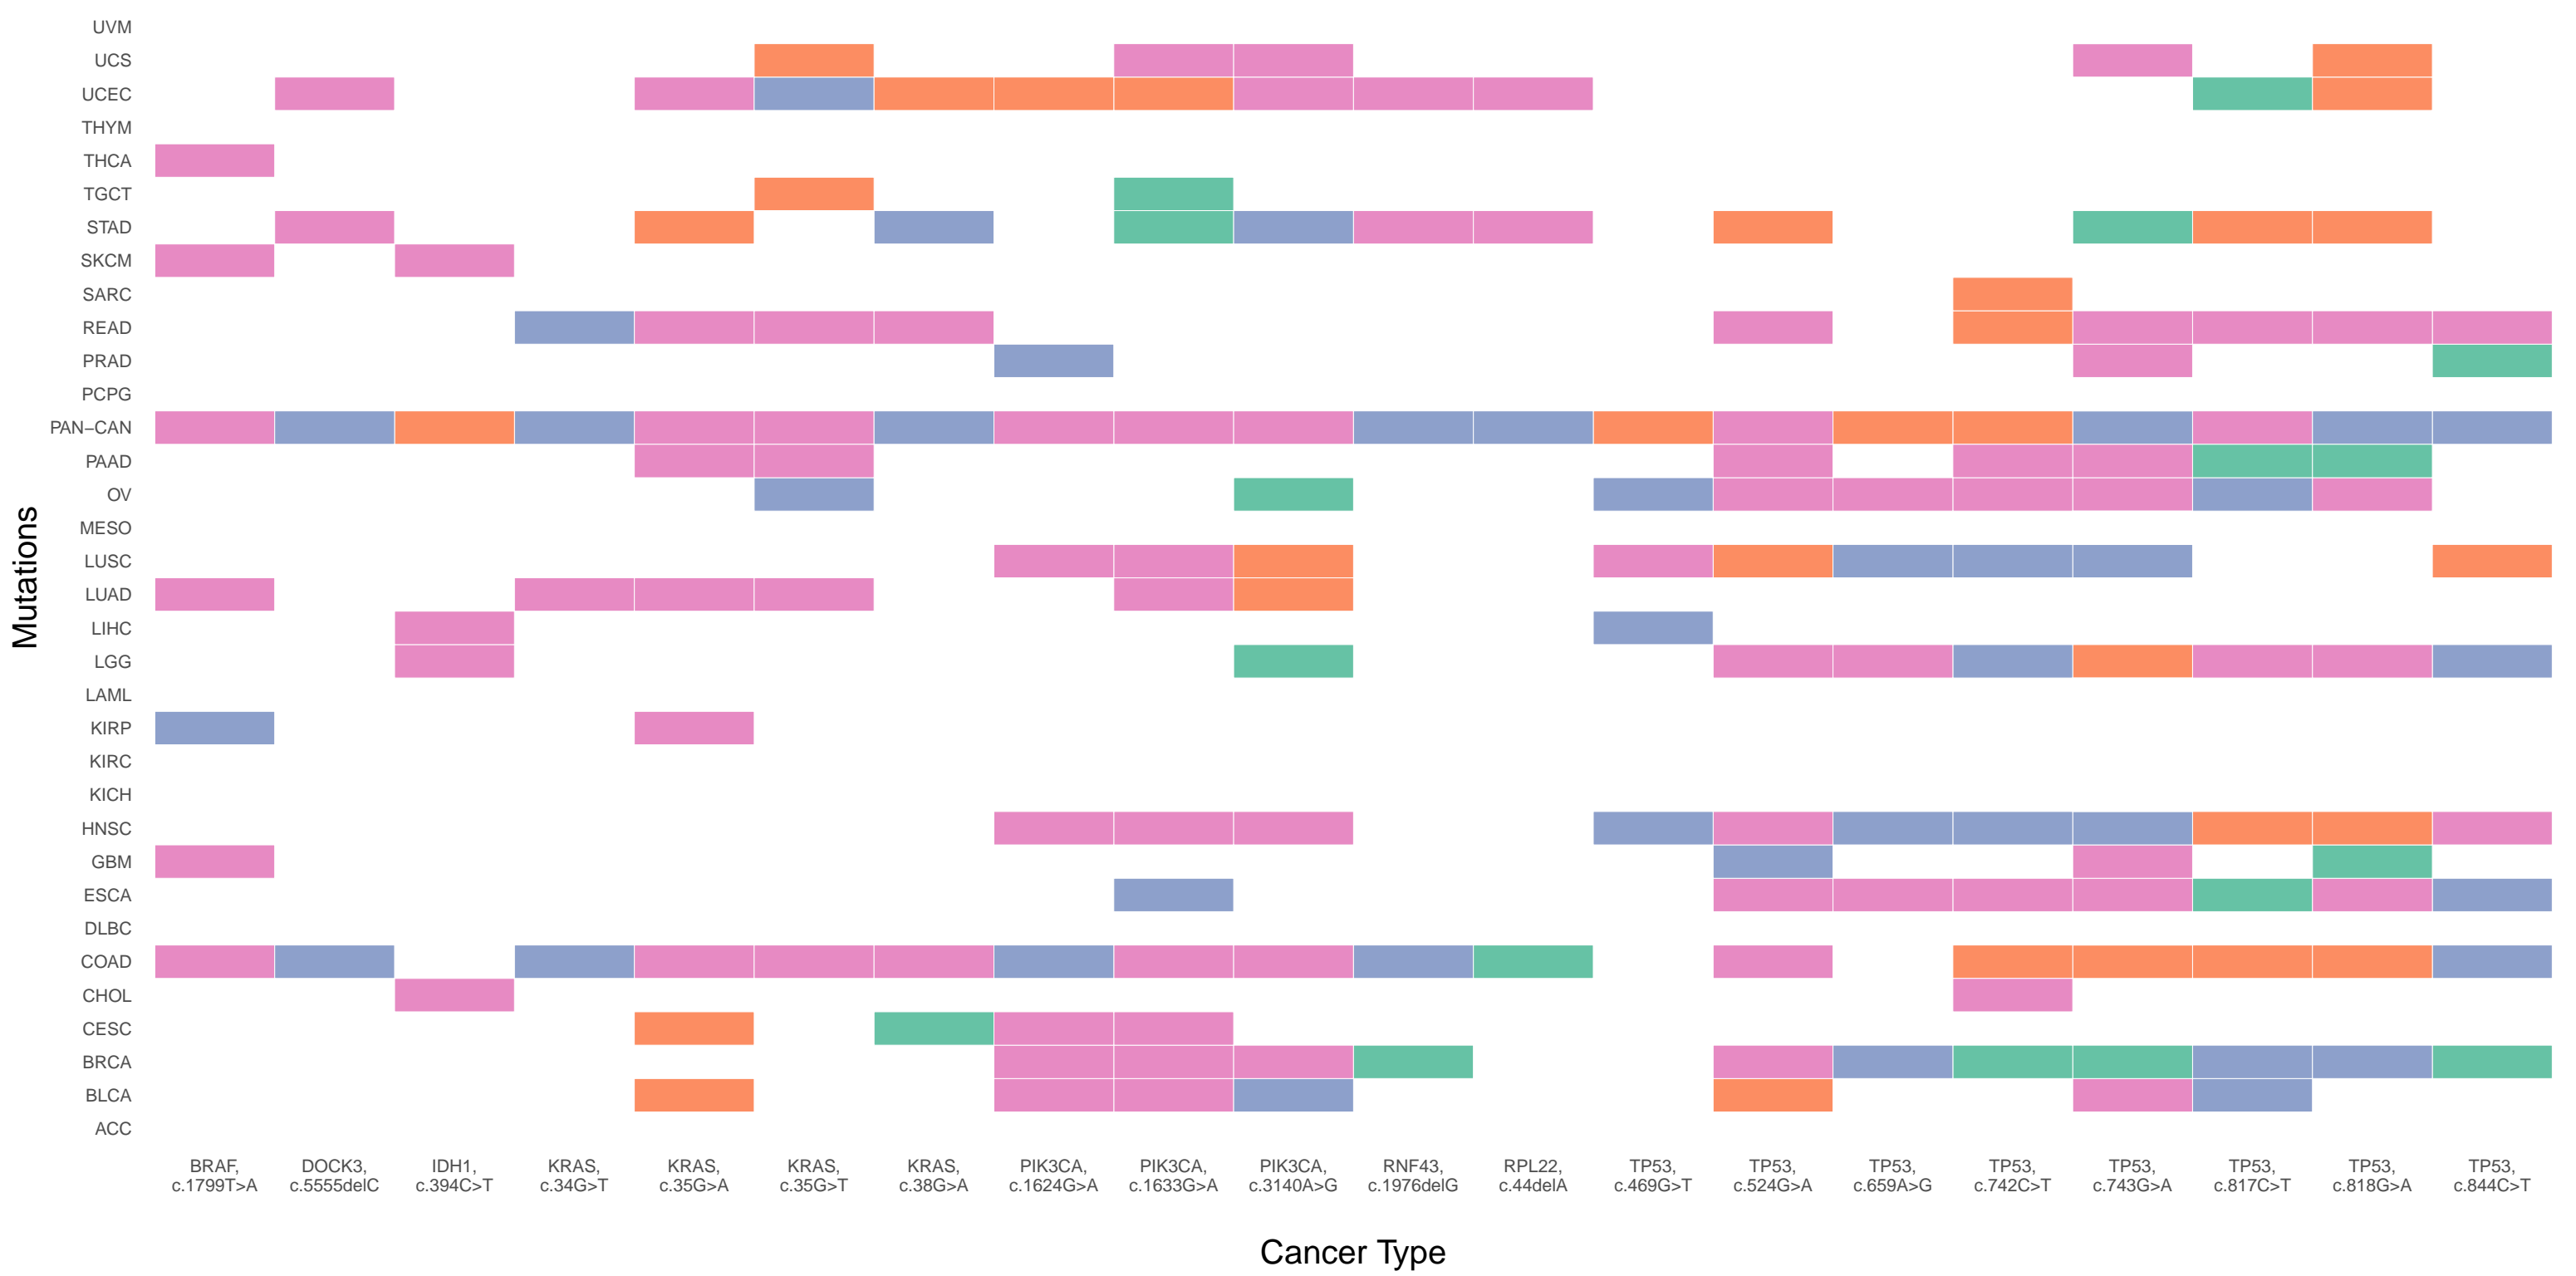 UVM
UCS
UCEC
THYM
THCA
TGCT
STAD
SKCM
SARC
READ
PRAD
PCPG
PAN−CAN
PAAD
OV
MESO
LUSC
LUAD
LIHC
LGG
LAML
KIRP
KIRC
KICH
HNSC
GBM
ESCA
DLBC
COAD
CHOL
CESC
BRCA
BLCA
ACC
Mutations
BRAF,
c.1799T>A
DOCK3,
c.5555delC
IDH1,
c.394C>T
KRAS,
c.34G>T
KRAS,
c.35G>A
KRAS,
c.35G>T
KRAS,
c.38G>A
PIK3CA,
c.1624G>A
PIK3CA,
c.1633G>A
PIK3CA,
c.3140A>G
RNF43,
c.1976delG
RPL22,
c.44delA
TP53,
c.469G>T
TP53,
c.524G>A
TP53,
c.659A>G
TP53,
c.742C>T
TP53,
c.743G>A
TP53,
c.817C>T
TP53,
c.818G>A
TP53,
c.844C>T
Cancer Type